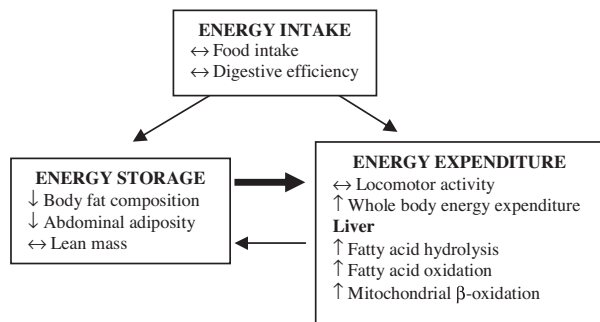 ENERGY INTAKE
↔ Food intake
↔ Digestive efficiency
ENERGY STORAGE
↓ Body fat composition
↓ Abdominal adiposity
↔ Lean mass
ENERGY EXPENDITURE
↔ Locomotor activity
↑ Whole body energy expenditure
Liver
↑ Fatty acid hydrolysis
↑ Fatty acid oxidation
↑ Mitochondrial β-oxidation